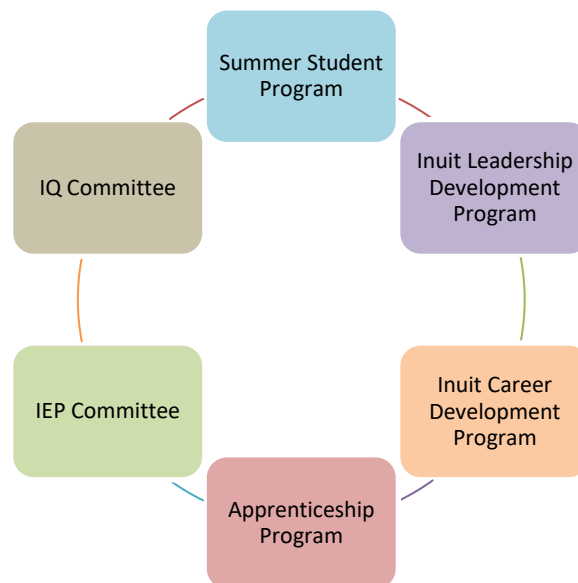 Summer Student
Program
Inuit Leadership
Development
Program
Inuit Career
Development
Program
Apprenticeship
Program
IEP Committee
IQ Committee